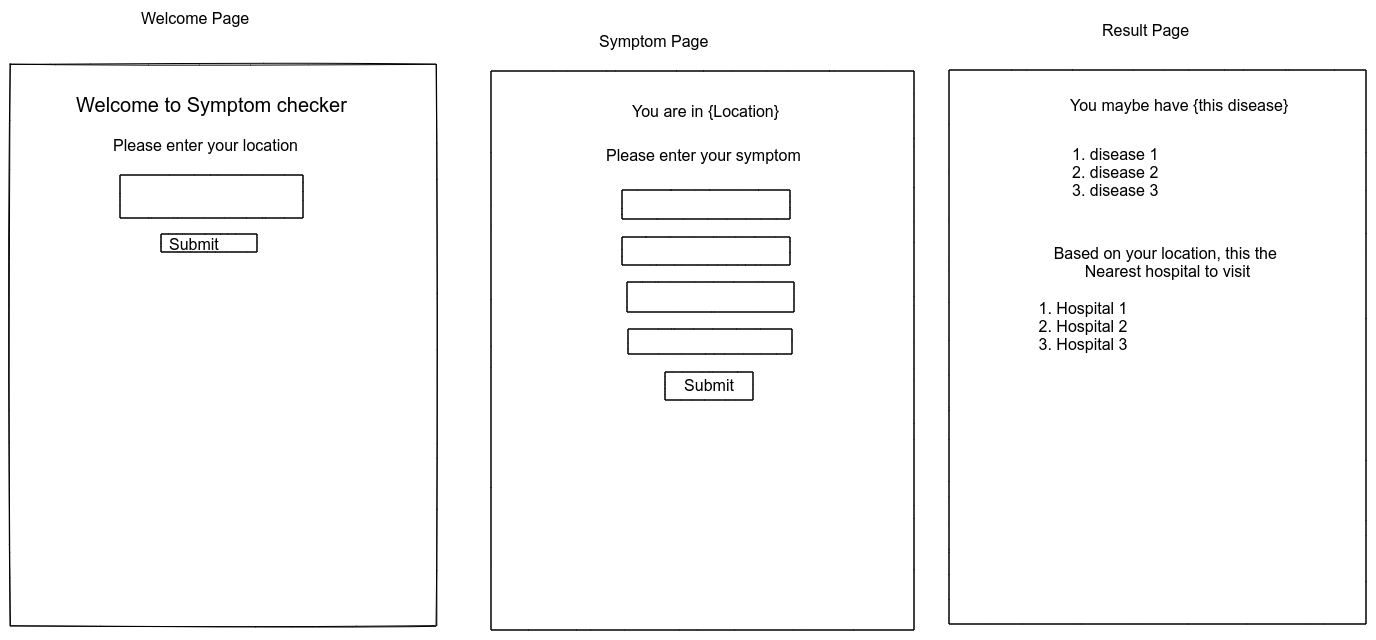 Welcome Page
Welcome to Symptom checker
Please enter your location
Submit
Symptom Page
You are in {Location}
Please enter your symptom
Submit
Result Page
You maybe have {this disease}
1. disease 1
2. disease 2
3. disease 3
Based on your location, this the
Nearest hospital to visit
1. Hospital 1
2. Hospital 2
3. Hospital 3